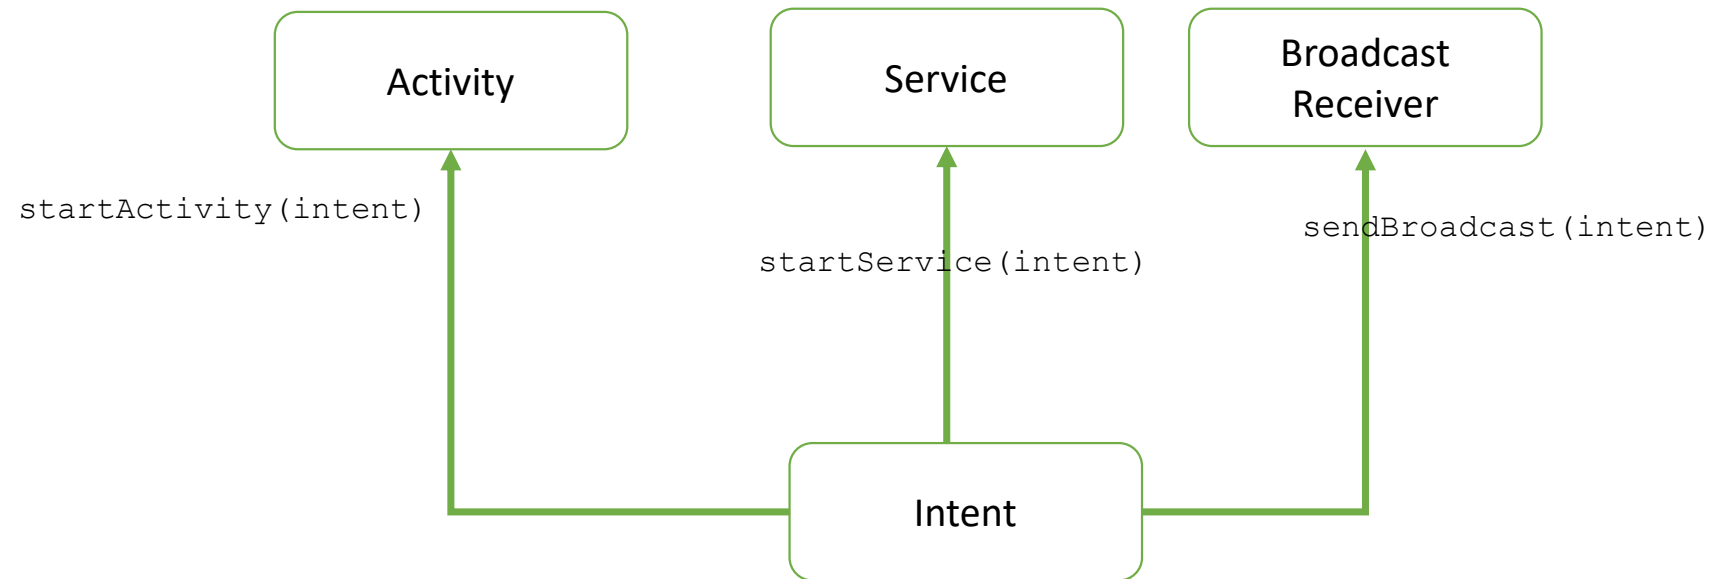 Activity
Service
Broadcast
Receiver
startActivity(intent)
startService(intent)
sendBroadcast(intent)
Intent